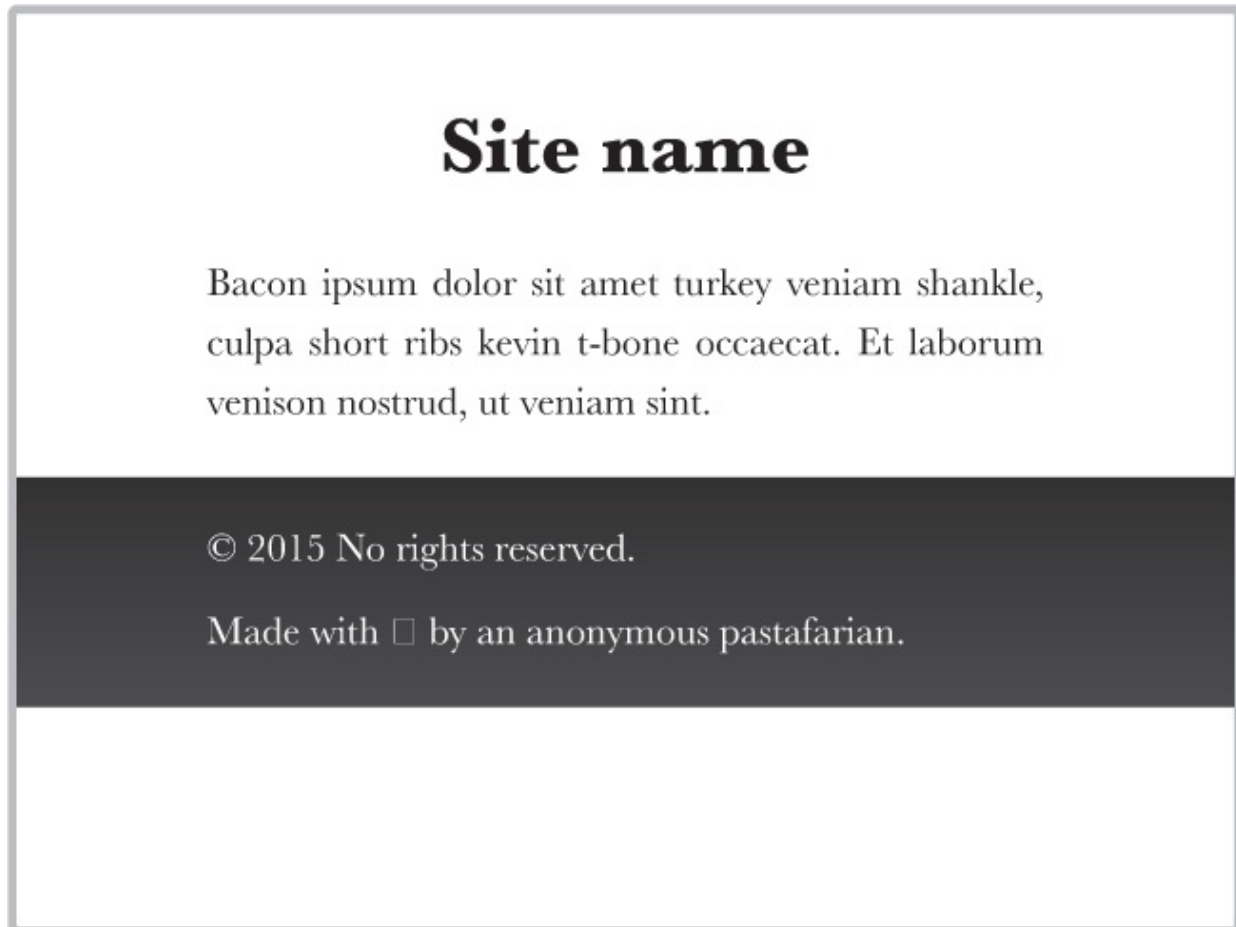 Site name
Bacon ipsum dolor sit amet turkey veniam shankle,
culpa short ribs kevin t-bone occaecat. Et laborum
venison nostrud, ut veniam sint.
© 2015 No rights reserved.
Made with □ by an anonymous pastafarian.